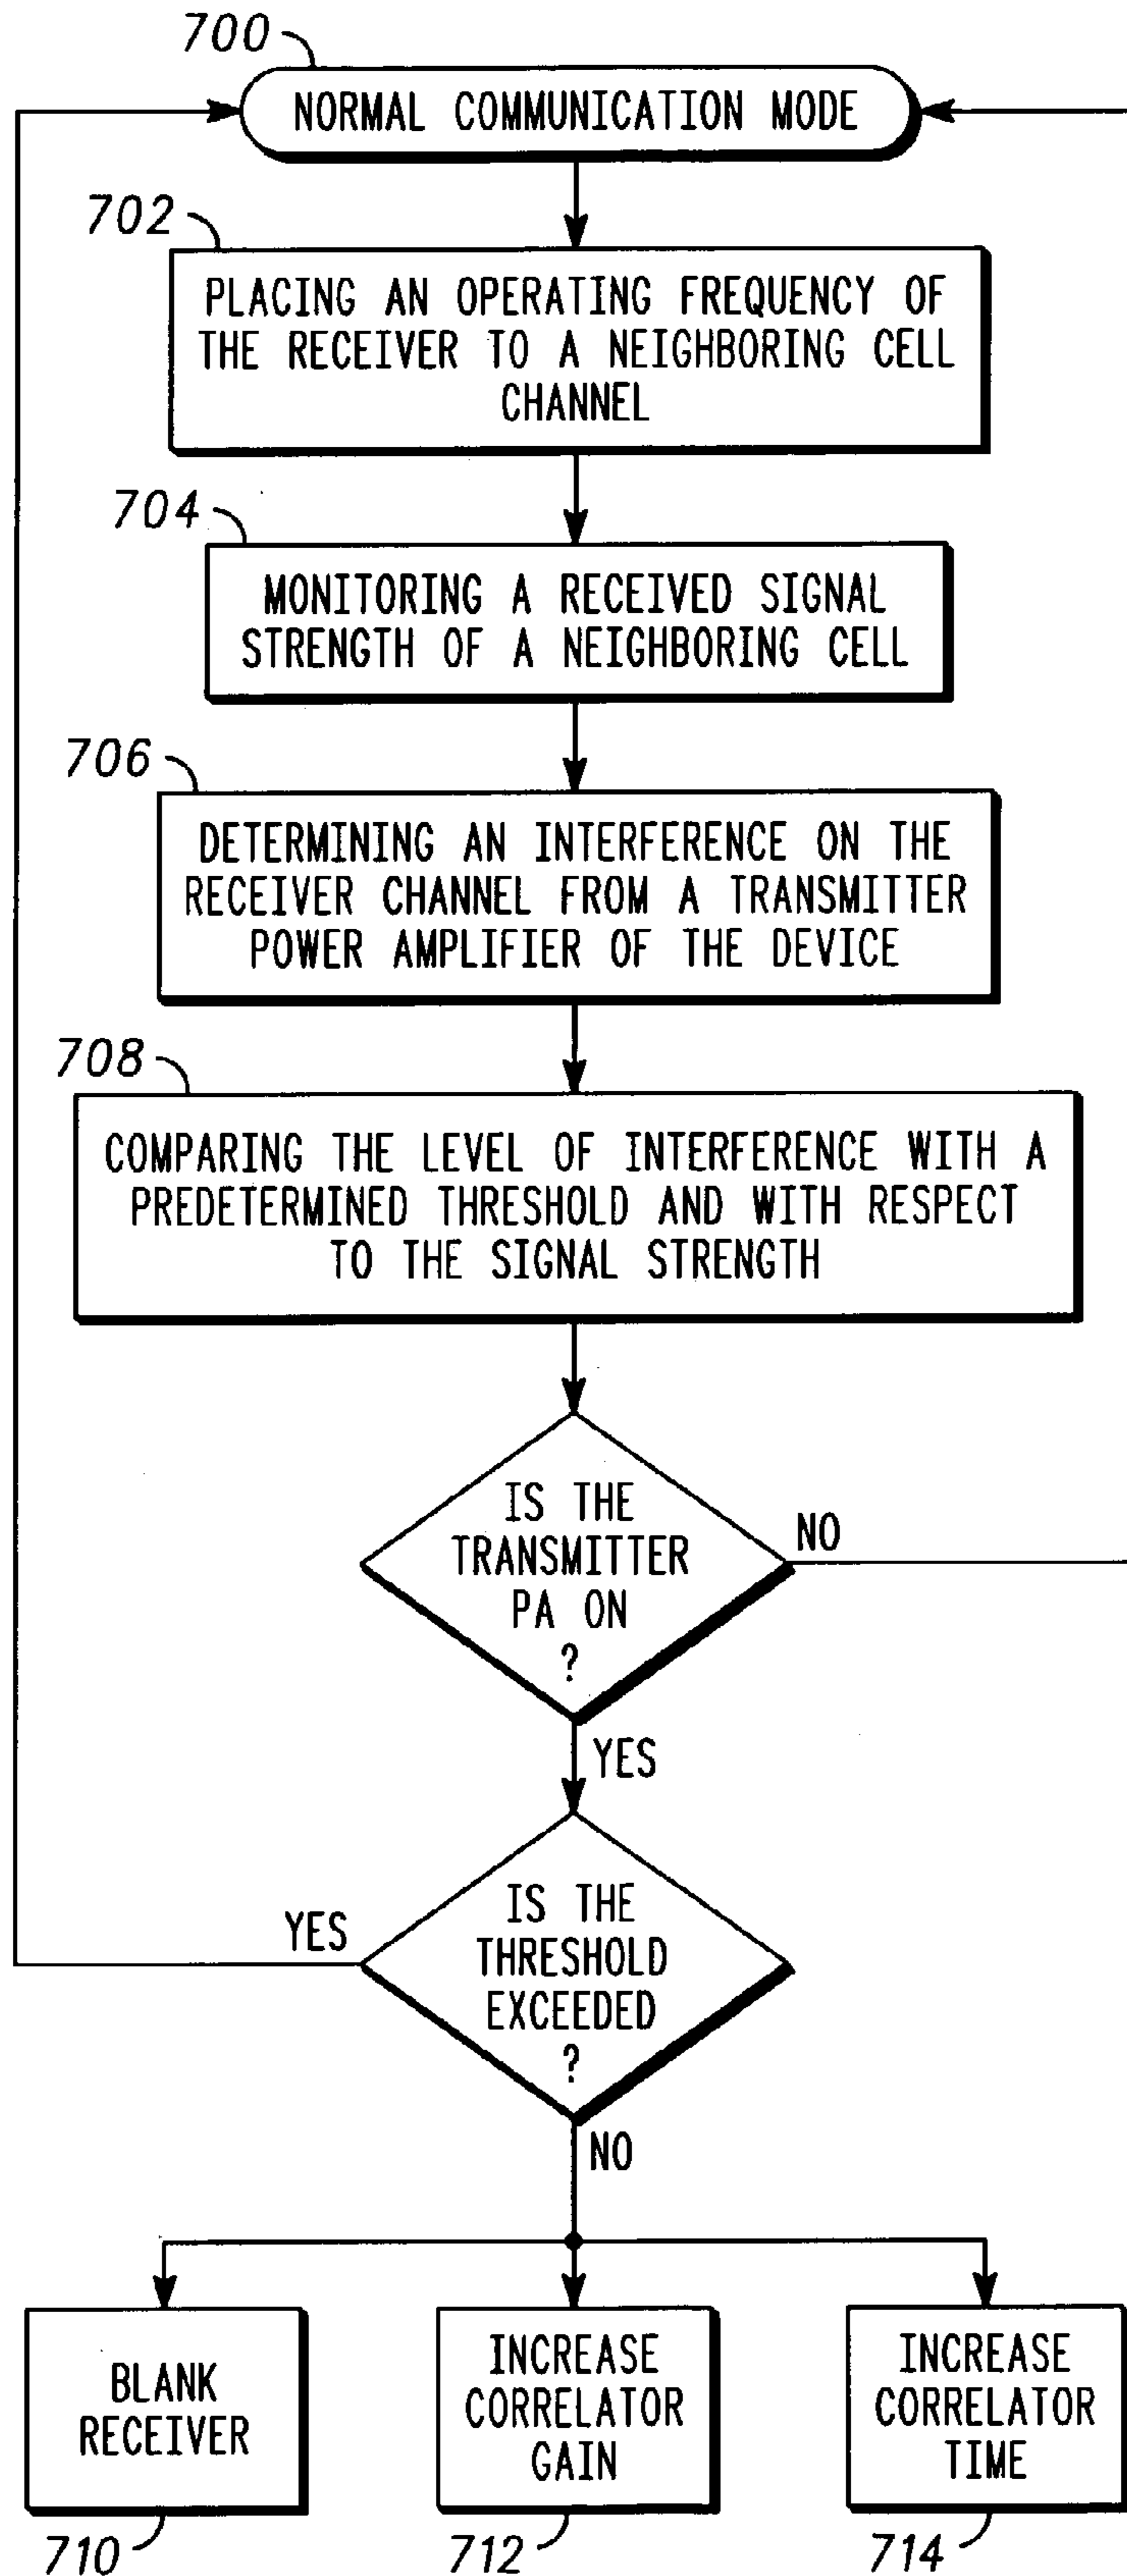 700
NORMAL COMMUNICATION MODE
702
PLACING AN OPERATING FREQUENCY OF
THE RECEIVER TO A NEIGHBORING CELL
CHANNEL
704
MONITORING A RECEIVED SIGNAL
STRENGTH OF A NEIGHBORING CELL
706
DETERMINING AN INTERFERENCE ON THE
RECEIVER CHANNEL FROM A TRANSMITTER
POWER AMPLIFIER OF THE DEVICE
708
COMPARING THE LEVEL OF INTERFERENCE WITH A
PREDETERMINED THRESHOLD AND WITH RESPECT
TO THE SIGNAL STRENGTH
IS THE
TRANSMITTER
PA ON
?
NO
YES
IS THE
THRESHOLD
EXCEEDED
?
YES
NO
BLANK
RECEIVER
710
INCREASE
CORRELATOR
GAIN
712
INCREASE
CORRELATOR
TIME
714